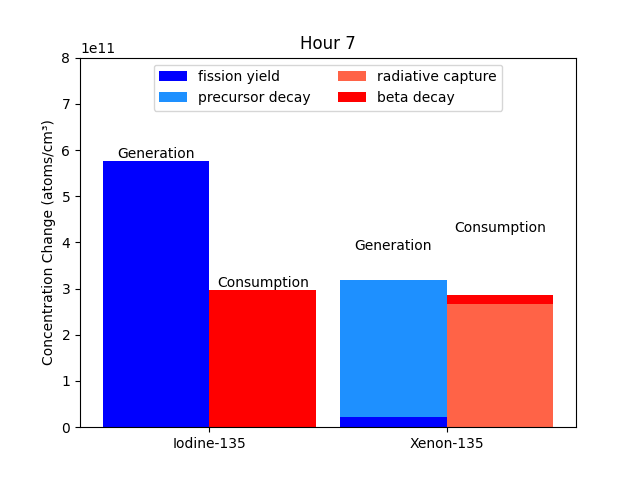 Hour 7
1e11
8
7
6
5
4
3
2
1
0
Concentration Change (atoms/cm³)
fission yield
precursor decay
radiative capture
beta decay
Generation
Consumption
Generation
Consumption
Iodine-135
Xenon-135